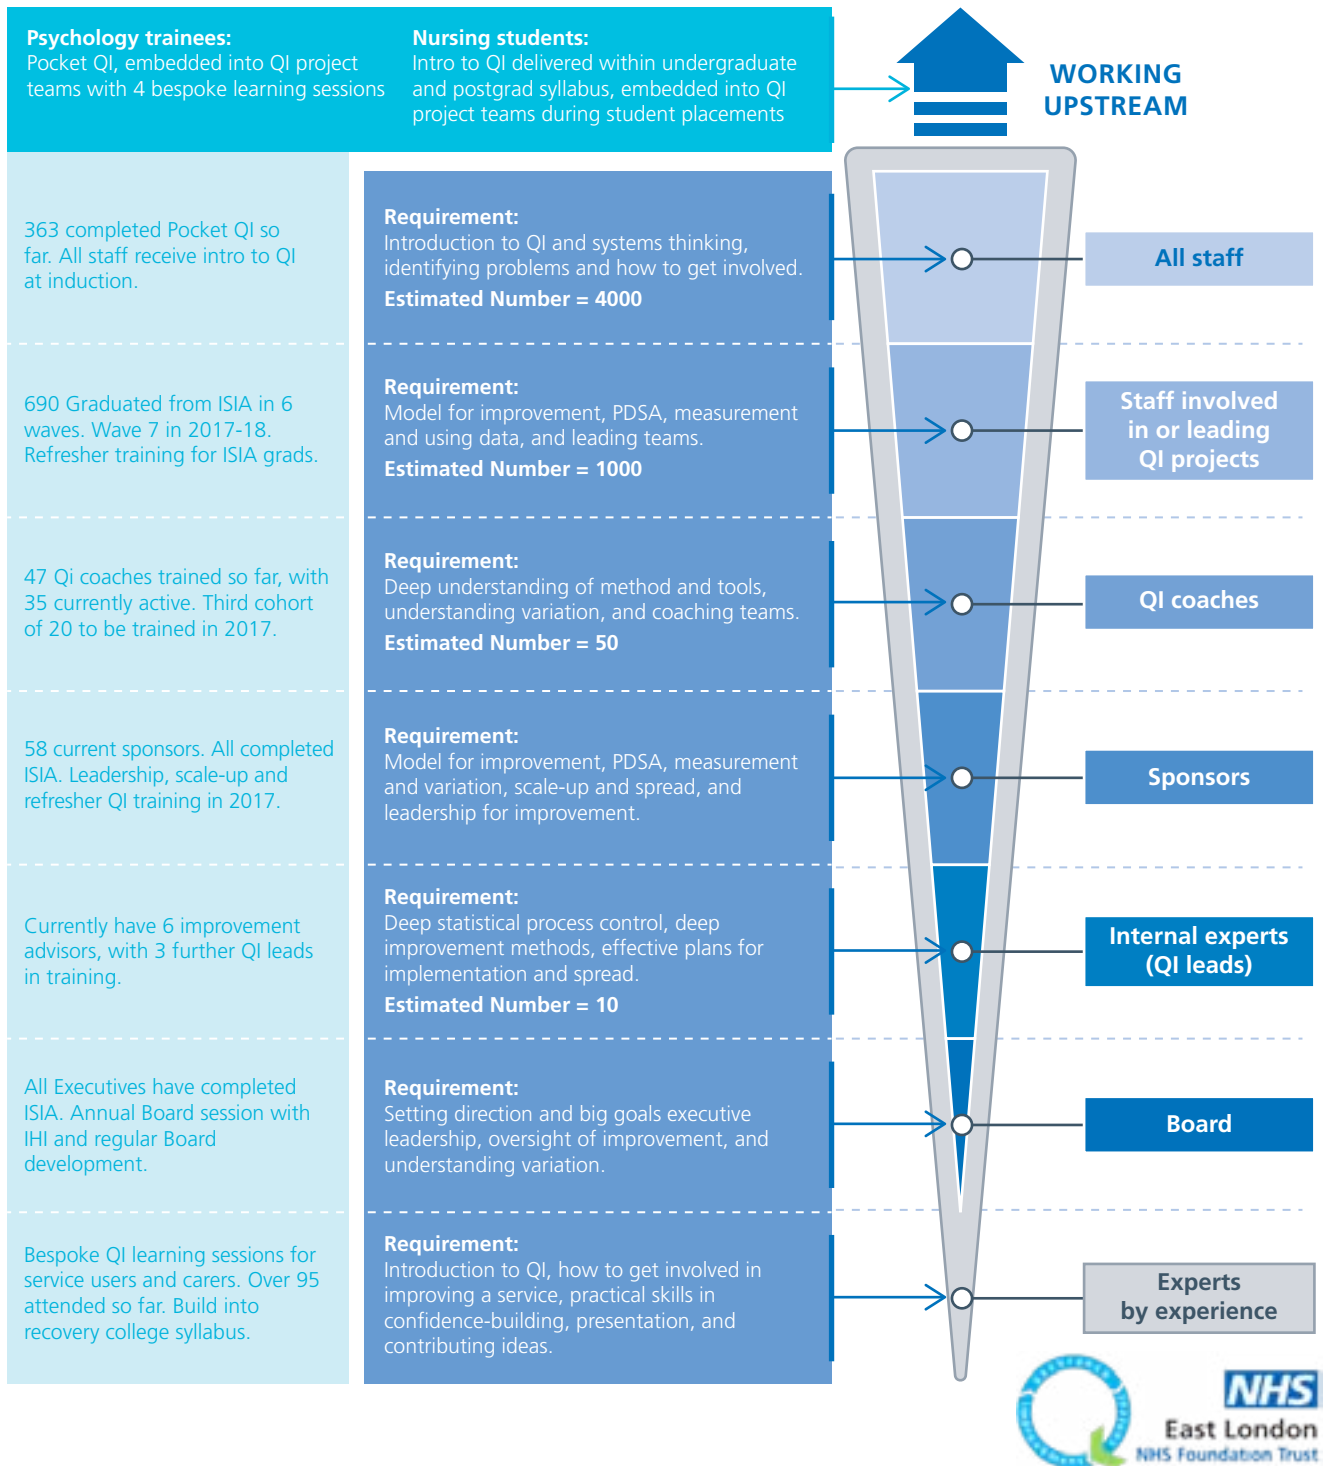 Psychology trainees:
Pocket QI, embedded into QI project
teams with 4 bespoke learning sessions
Nursing students:
Intro to QI delivered within undergraduate
and postgrad syllabus, embedded into QI
project teams during student placements
WORKING
UPSTREAM
363 completed Pocket QI so
far. All staff receive intro to QI
at induction.
Requirement:
Introduction to QI and systems thinking,
identifying problems and how to get involved.
Estimated Number = 4000
All staff
690 Graduated from ISIA in 6
waves. Wave 7 in 2017-18.
Refresher training for ISIA grads.
Requirement:
Model for improvement, PDSA, measurement
and using data, and leading teams.
Estimated Number = 1000
Staff involved
in or leading
QI projects
47 Qi coaches trained so far, with
35 currently active. Third cohort
of 20 to be trained in 2017.
Requirement:
Deep understanding of method and tools,
understanding variation, and coaching teams.
Estimated Number = 50
QI coaches
58 current sponsors. All completed
ISIA. Leadership, scale-up and
refresher QI training in 2017.
Requirement:
Model for improvement, PDSA, measurement
and variation, scale-up and spread, and
leadership for improvement.
Sponsors
Currently have 6 improvement
advisors, with 3 further QI leads
in training.
Requirement:
Deep statistical process control, deep
improvement methods, effective plans for
implementation and spread.
Estimated Number = 10
Internal experts
(QI leads)
All Executives have completed
ISIA. Annual Board session with
IHI and regular Board
development.
Requirement:
Setting direction and big goals executive
leadership, oversight of improvement, and
understanding variation.
Board
Bespoke QI learning sessions for
service users and carers. Over 95
attended so far. Build into
recovery college syllabus.
Requirement:
Introduction to QI, how to get involved in
improving a service, practical skills in
confidence-building, presentation, and
contributing ideas.
Experts
by experience
NHS
East London
NHS Foundation Trust